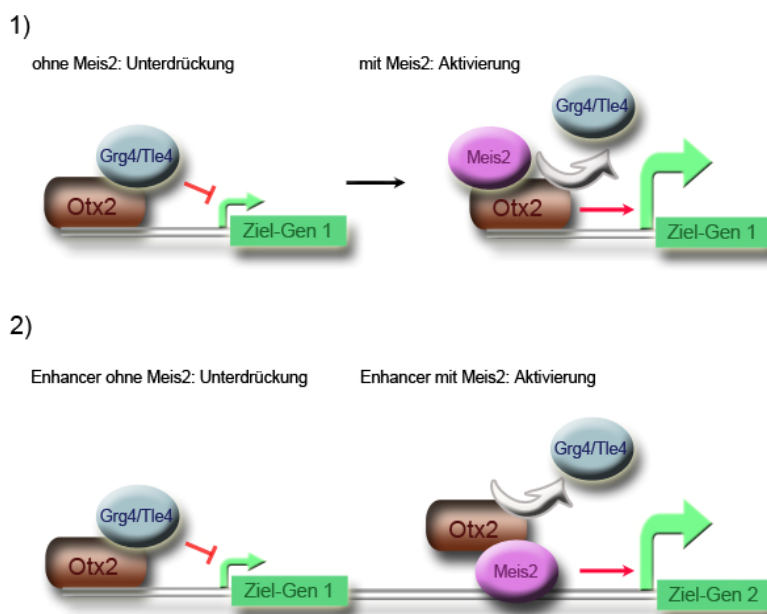 1)
ohne Meis2: Unterdrückung
mit Meis2: Aktivierung
Grg4/Tle4
Otx2
Ziel-Gen 1
Grg4/Tle4
Meis2
Otx2
Ziel-Gen 1
2)
Enhancer ohne Meis2: Unterdrückung
Enhancer mit Meis2: Aktivierung
Grg4/Tle4
Otx2
Ziel-Gen 1
Grg4/Tle4
Otx2
Meis2
Ziel-Gen 2